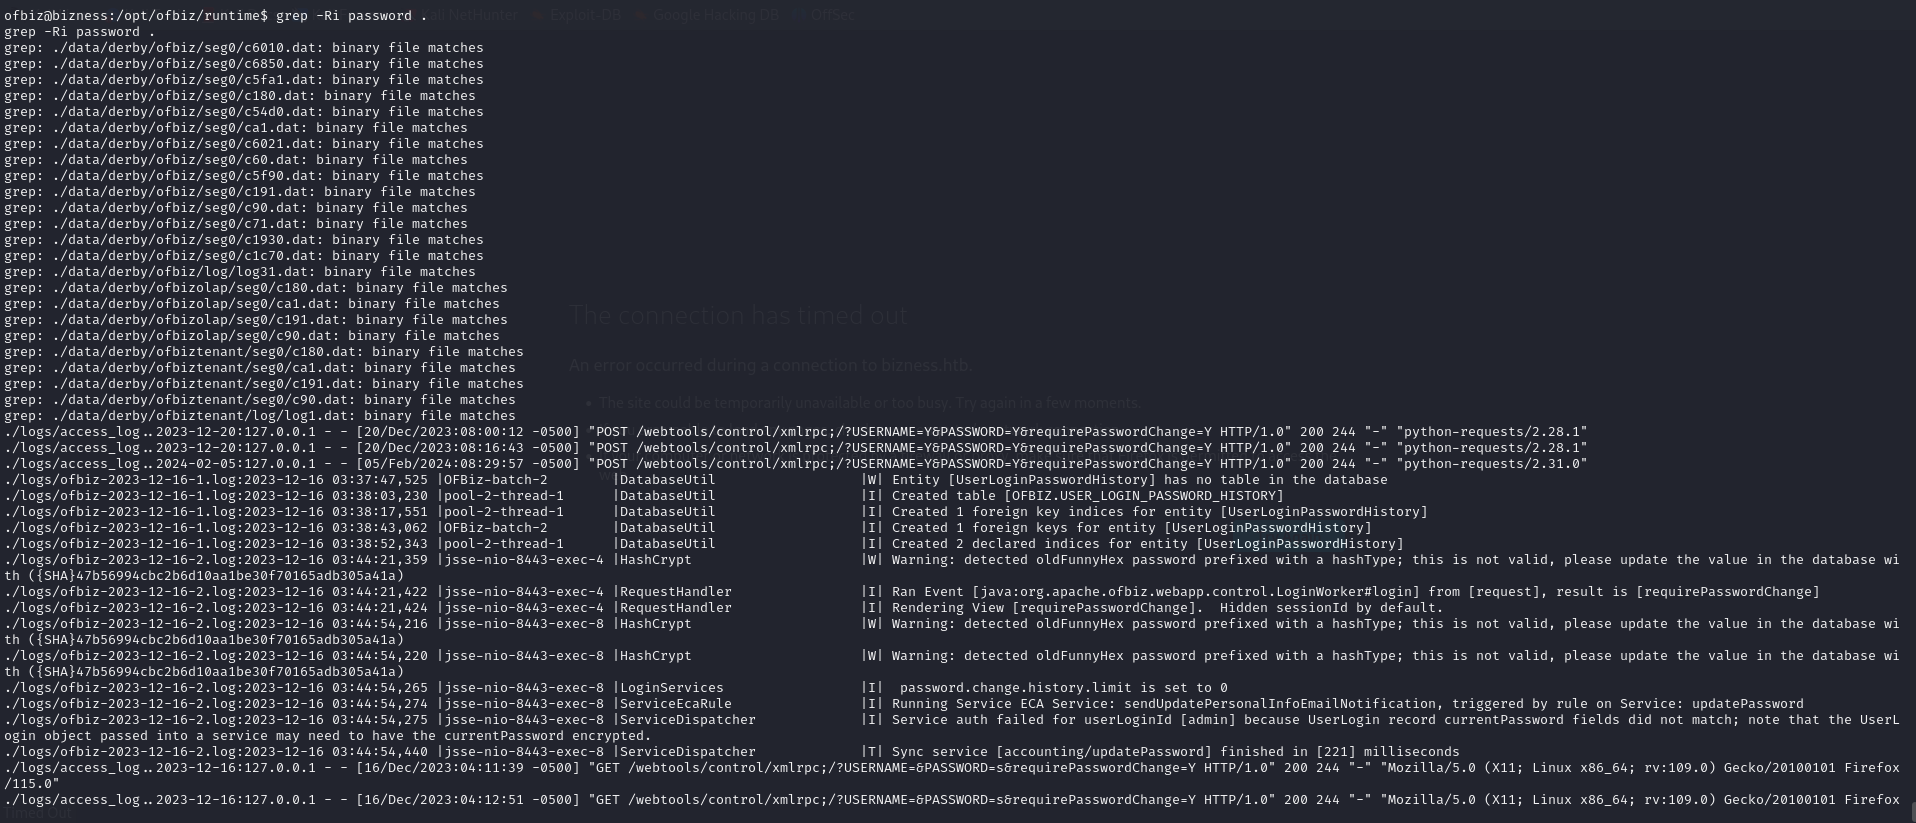 ofbiz@bizness:/opt/ofbiz/runtime$ grep -Ri password .
Kali NetHunter Exploit-DB Google Hacking DB OffSec
grep -Ri password .
grep: ./data/derby/ofbiz/seg0/c6010.dat: binary file matches
grep: ./data/derby/ofbiz/seg0/c6850.dat: binary file matches
grep: ./data/derby/ofbiz/seg0/c5fa1.dat: binary file matches
grep: ./data/derby/ofbiz/seg0/c180.dat: binary file matches
grep: ./data/derby/ofbiz/seg0/c54d0.dat: binary file matches
grep: ./data/derby/ofbiz/seg0/ca1.dat: binary file matches
grep: ./data/derby/ofbiz/seg0/c6021.dat: binary file matches
grep: ./data/derby/ofbiz/seg0/c60.dat: binary file matches
grep: ./data/derby/ofbiz/seg0/c5f90.dat: binary file matches
grep: ./data/derby/ofbiz/seg0/c191.dat: binary file matches
grep: ./data/derby/ofbiz/seg0/c90.dat: binary file matches
grep: ./data/derby/ofbiz/seg0/c71.dat: binary file matches
grep: ./data/derby/ofbiz/seg0/c1930.dat: binary file matches
grep: ./data/derby/ofbiz/seg0/c1c70.dat: binary file matches
grep: ./data/derby/ofbiz/log/log31.dat: binary file matches
grep: ./data/derby/ofbizolap/seg0/c180.dat: binary file matches
grep: ./data/derby/ofbizolap/seg0/ca1.dat: binary file matches
The connection has timed out
grep: ./data/derby/ofbizolap/seg0/c191.dat: binary file matches
grep: ./data/derby/ofbizolap/seg0/c90.dat: binary file matches
grep: ./data/derby/ofbiztenant/seg0/c180.dat: binary file matches
An error occurred during a connection to bizness.htb.
grep: ./data/derby/ofbiztenant/seg0/ca1.dat: binary file matches
grep: ./data/derby/ofbiztenant/seg0/c191.dat: binary file matches
grep: ./data/derby/ofbiztenant/seg0/c90.dat: binary file matches
• The site could be temporarily unavailable or too busy. Try again in a few moments.
grep: ./data/derby/ofbiztenant/log/log1.dat: binary file matches
./logs/access_log..2023-12-20:127.0.0.1 - - [20/Dec/2023:08:00:12 -0500] "POST /webtools/control/xmlrpc;/?USERNAME=Y&PASSWORD=Y&requirePasswordChange=Y HTTP/1.0" 200 244 "-" "python-requests/2.28.1"
./logs/access_log..2023-12-20:127.0.0.1 - - [20/Dec/2023:08:16:43 -0500] "POST /webtools/control/xmlrpc;/?USERNAME=Y&PASSWORD=Y&requirePasswordChange=Y HTTP/1.0" 200 244 "-" "python-requests/2.28.1"
./logs/access_log..2024-02-05:127.0.0.1 - - [05/Feb/2024:08:29:57 -0500] "POST /webtools/control/xmlrpc;/?USERNAME=Y&PASSWORD=Y&requirePasswordChange=Y HTTP/1.0" 200 244 "-" "python-requests/2.31.0"
./logs/ofbiz-2023-12-16-1.log:2023-12-16 03:37:47,525 |OFBiz-batch-2 |DatabaseUtil |W| Entity [UserLoginPasswordHistory] has no table in the database
./logs/ofbiz-2023-12-16-1.log:2023-12-16 03:38:03,230 |pool-2-thread-1 |DatabaseUtil |I| Created table [OFBIZ.USER_LOGIN_PASSWORD_HISTORY]
./logs/ofbiz-2023-12-16-1.log:2023-12-16 03:38:17,551 |pool-2-thread-1 |DatabaseUtil |I| Created 1 foreign key indices for entity [UserLoginPasswordHistory]
./logs/ofbiz-2023-12-16-1.log:2023-12-16 03:38:43,062 |OFBiz-batch-2 |DatabaseUtil |I| Created 1 foreign keys for entity [UserLoginPasswordHistory]
./logs/ofbiz-2023-12-16-1.log:2023-12-16 03:38:52,343 |pool-2-thread-1 |DatabaseUtil |I| Created 2 declared indices for entity [UserLoginPasswordHistory]
./logs/ofbiz-2023-12-16-2.log:2023-12-16 03:44:21,359 |jsse-nio-8443-exec-4 |HashCrypt |W| Warning: detected oldFunnyHex password prefixed with a hashType; this is not valid, please update the value in the database wi
th ({SHA}47b56994cbc2b6d10aa1be30f70165adb305a41a)
./logs/ofbiz-2023-12-16-2.log:2023-12-16 03:44:21,422 |jsse-nio-8443-exec-4 |RequestHandler |I| Ran Event [java:org.apache.ofbiz.webapp.control.LoginWorker#login] from [request], result is [requirePasswordChange]
./logs/ofbiz-2023-12-16-2.log:2023-12-16 03:44:21,424 |jsse-nio-8443-exec-4 |RequestHandler |I| Rendering View [requirePasswordChange].  Hidden sessionId by default.
./logs/ofbiz-2023-12-16-2.log:2023-12-16 03:44:54,216 |jsse-nio-8443-exec-8 |HashCrypt |W| Warning: detected oldFunnyHex password prefixed with a hashType; this is not valid, please update the value in the database wi
th ({SHA}47b56994cbc2b6d10aa1be30f70165adb305a41a)
./logs/ofbiz-2023-12-16-2.log:2023-12-16 03:44:54,220 |jsse-nio-8443-exec-8 |HashCrypt |W| Warning: detected oldFunnyHex password prefixed with a hashType; this is not valid, please update the value in the database wi
th ({SHA}47b56994cbc2b6d10aa1be30f70165adb305a41a)
./logs/ofbiz-2023-12-16-2.log:2023-12-16 03:44:54,265 |jsse-nio-8443-exec-8 |LoginServices |I|  password.change.history.limit is set to 0
./logs/ofbiz-2023-12-16-2.log:2023-12-16 03:44:54,274 |jsse-nio-8443-exec-8 |ServiceEcaRule |I| Running Service ECA Service: sendUpdatePersonalInfoEmailNotification, triggered by rule on Service: updatePassword
./logs/ofbiz-2023-12-16-2.log:2023-12-16 03:44:54,275 |jsse-nio-8443-exec-8 |ServiceDispatcher |I| Service auth failed for userLoginId [admin] because UserLogin record currentPassword fields did not match; note that the UserL
ogin object passed into a service may need to have the currentPassword encrypted.
./logs/ofbiz-2023-12-16-2.log:2023-12-16 03:44:54,440 |jsse-nio-8443-exec-8 |ServiceDispatcher |T| Sync service [accounting/updatePassword] finished in [221] milliseconds
./logs/access_log..2023-12-16:127.0.0.1 - - [16/Dec/2023:04:11:39 -0500] "GET /webtools/control/xmlrpc;/?USERNAME=&PASSWORD=s&requirePasswordChange=Y HTTP/1.0" 200 244 "-" "Mozilla/5.0 (X11; Linux x86_64; rv:109.0) Gecko/20100101 Firefox
/115.0"
./logs/access_log..2023-12-16:127.0.0.1 - - [16/Dec/2023:04:12:51 -0500] "GET /webtools/control/xmlrpc;/?USERNAME=&PASSWORD=s&requirePasswordChange=Y HTTP/1.0" 200 244 "-" "Mozilla/5.0 (X11; Linux x86_64; rv:109.0) Gecko/20100101 Firefox
Timed Out